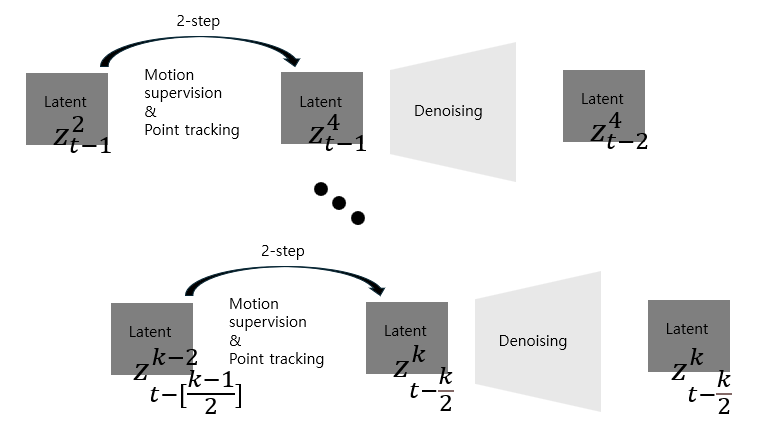 2-step
Latent
z_{t-1}^{2}
Motion
supervision
&
Point tracking
Latent
z_{t-1}^{4}
Denoising
Latent
z_{t-2}^{4}
2-step
Latent
z_{t-[\frac{k-1}{2}]}^{k-2}
Motion
supervision
&
Point tracking
Latent
z_{t-\frac{k}{2}}^{k}
Denoising
Latent
z_{t-\frac{k}{2}}^{k}